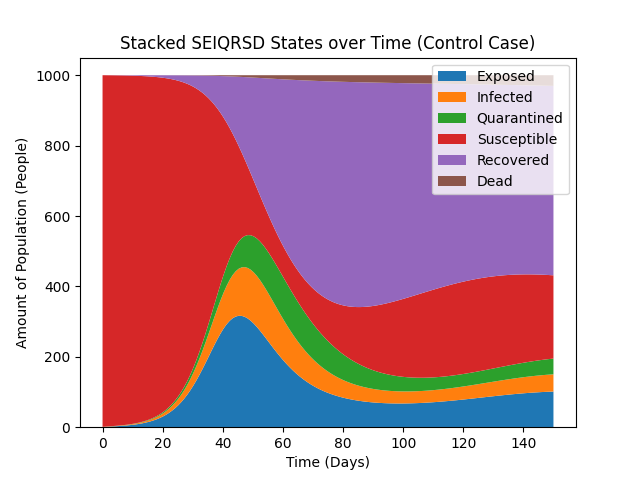 Stacked SEIQRSD States over Time (Control Case)
Exposed
Infected
Quarantined
Susceptible
Recovered
Dead
Amount of Population (People)
1000
800
600
400
200
0
0 20 40 60 80 100 120 140
Time (Days)